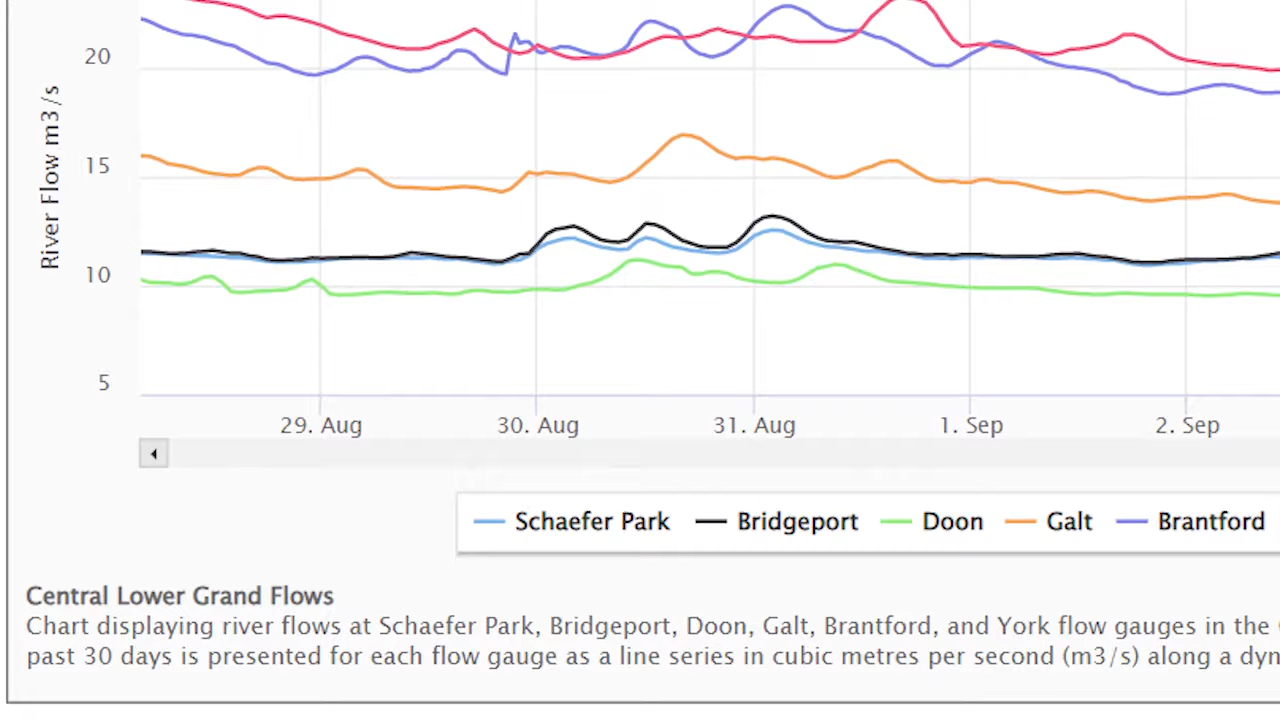 River Flow m3/s
20
15
10
5
29. Aug 30. Aug 31. Aug 1. Sep 2. Sep
Schaefer Park Bridgeport Doon Galt Brantford
Central Lower Grand Flows
Chart displaying river flows at Schaefer Park, Bridgeport, Doon, Galt, Brantford, and York flow gauges in the
past 30 days is presented for each flow gauge as a line series in cubic metres per second (m3/s) along a dyn